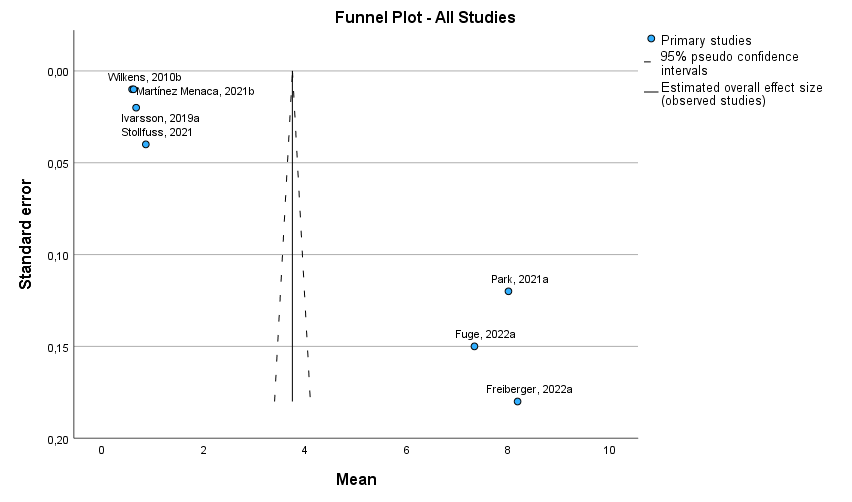 Funnel Plot - All Studies
Primary studies
95% pseudo confidence
intervals
Estimated overall effect size
(observed studies)
0,00
0,05
0,10
0,15
0,20
Standard error
Wilkens, 2010b
Martínez Menaca, 2021b
Ivarsson, 2019a
Stollfuss, 2021
Park, 2021a
Fuge, 2022a
Freiberger, 2022a
0 2 4 6 8 10
Mean